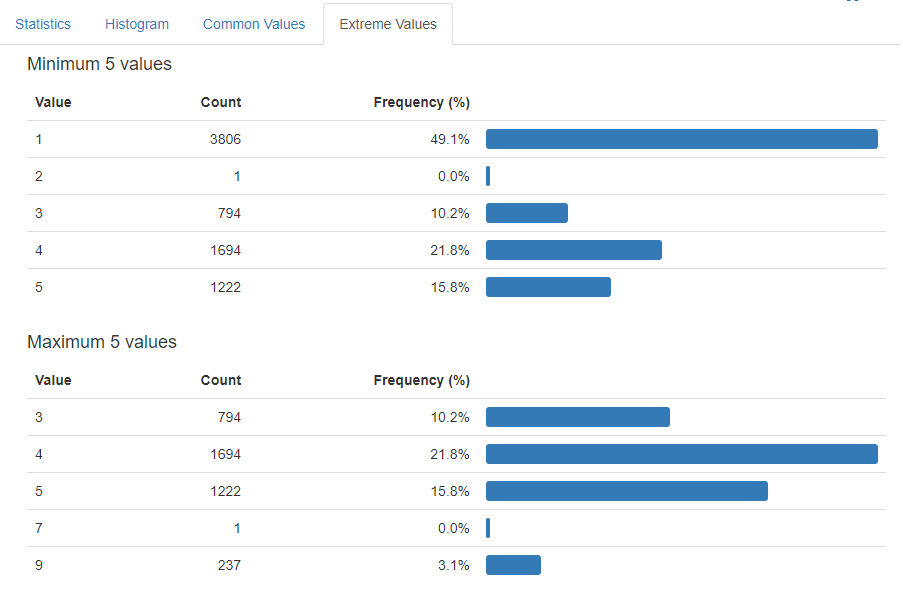 Statistics Histogram Common Values Extreme Values
Minimum 5 values
Value Count Frequency (%)
1 3806 49.1%
2 1 0.0%
3 794 10.2%
4 1694 21.8%
5 1222 15.8%
Maximum 5 values
Value Count Frequency (%)
3 794 10.2%
4 1694 21.8%
5 1222 15.8%
7 1 0.0%
9 237 3.1%